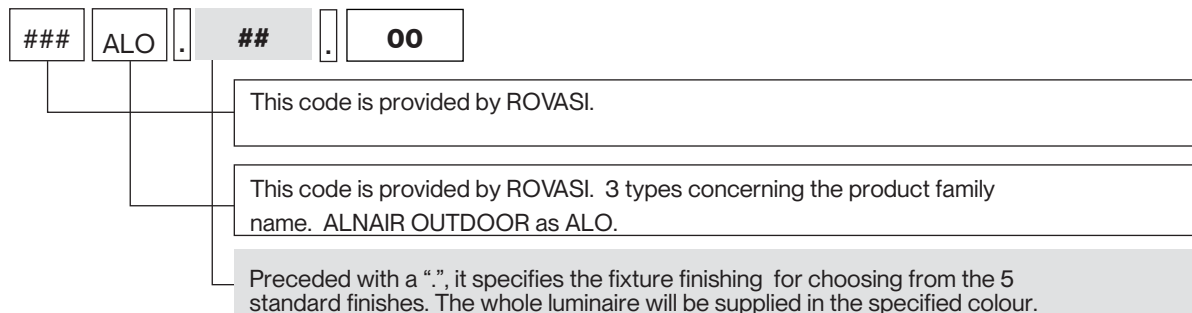 ### ALO . ## . 00
This code is provided by ROVASI.
This code is provided by ROVASI.  3 types concerning the product family
name.  ALNAIR OUTDOOR as ALO.
Preceded with a “.”, it specifies the fixture finishing  for choosing from the 5
standard finishes. The whole luminaire will be supplied in the specified colour.